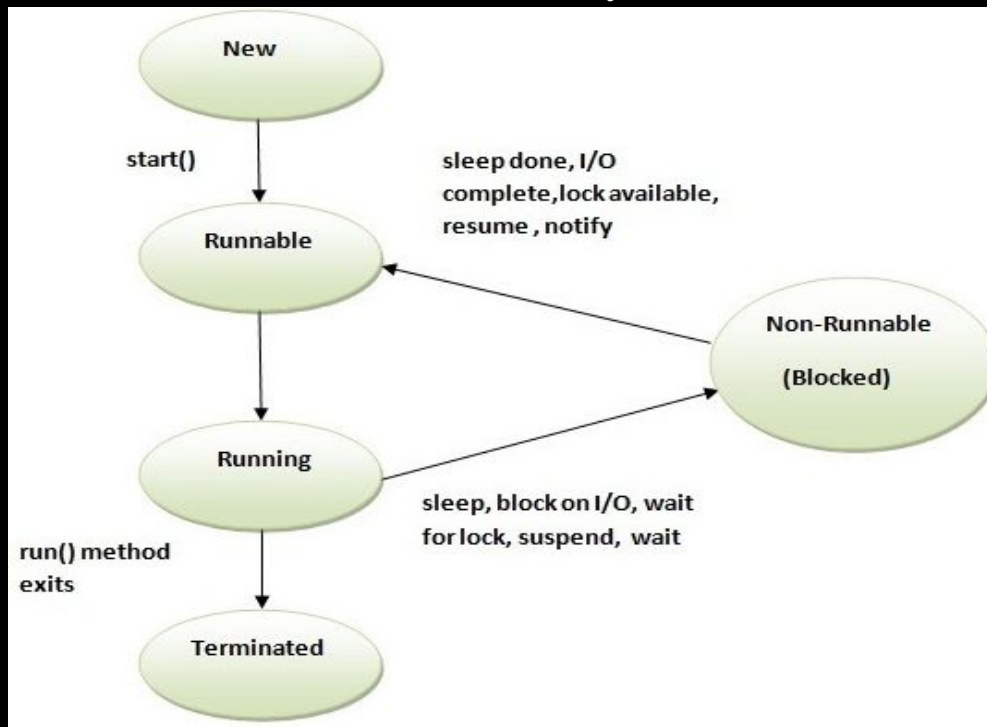 New
start()
sleep done, I/O
complete,lock available,
resume , notify
Runnable
Non-Runnable
(Blocked)
Running
sleep, block on I/O, wait
for lock, suspend, wait
run() method
exits
Terminated